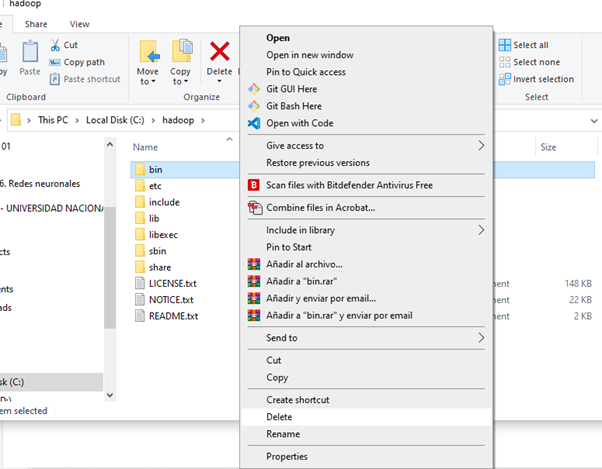 hadoop
Share
View
Paste
Cut
Copy path
Paste shortcut
Clipboard
Move
to
Copy
to
Delete
Organize
Select all
Select none
Invert selection
Select
This PC > Local Disk (C:) > hadoop >
01
6. Redes neuronales
- UNIVERSIDAD NACIONA
sk (C:)
em selected
Name
Size
bin
etc
include
lib
libexec
sbin
share
LICENSE.txt
148 KB
NOTICE.txt
22 KB
README.txt
2 KB
Open
Open in new window
Pin to Quick access
Git GUI Here
Git Bash Here
Open with Code
Give access to
Restore previous versions
Scan files with Bitdefender Antivirus Free
Combine files in Acrobat...
Include in library
Pin to Start
Añadir al archivo...
Añadir a "bin.rar"
Añadir y enviar por email...
Añadir a "bin.rar" y enviar por email
Send to
Cut
Copy
Create shortcut
Delete
Rename
Properties